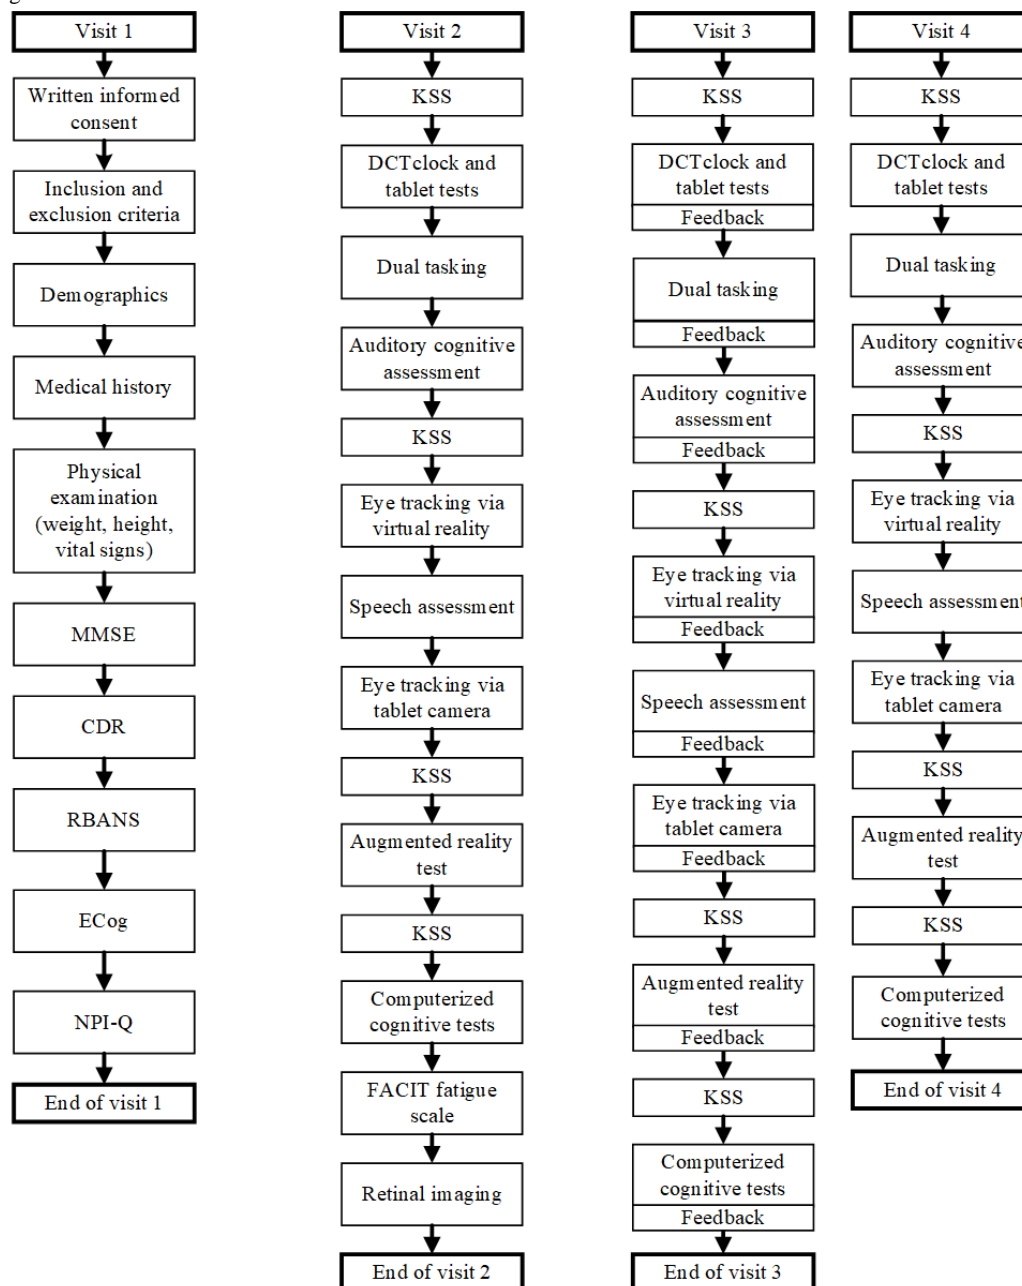 Visit 1
Written informed
consent
Inclusion and
exclusion criteria
Demographics
Medical history
Physical
examination
(weight, height,
vital signs)
MMSE
CDR
RBANS
ECog
NPI-Q
End of visit 1
Visit 2
KSS
DCTclock and
tablet tests
Dual tasking
Auditory cognitive
assessment
KSS
Eye tracking via
virtual reality
Speech assessment
Eye tracking via
tablet camera
KSS
Augmented reality
test
KSS
Computerized
cognitive tests
FACIT fatigue
scale
Retinal imaging
End of visit 2
Visit 3
KSS
DCTclock and
tablet tests
Feedback
Dual tasking
Feedback
Auditory cognitive
assessment
Feedback
KSS
Eye tracking via
virtual reality
Feedback
Speech assessment
Feedback
Eye tracking via
tablet camera
Feedback
KSS
Augmented reality
test
Feedback
KSS
Computerized
cognitive tests
Feedback
End of visit 3
Visit 4
KSS
DCTclock and
tablet tests
Dual tasking
Auditory cognitive
assessment
KSS
Eye tracking via
virtual reality
Speech assessment
Eye tracking via
tablet camera
KSS
Augmented reality
test
KSS
Computerized
cognitive tests
End of visit 4